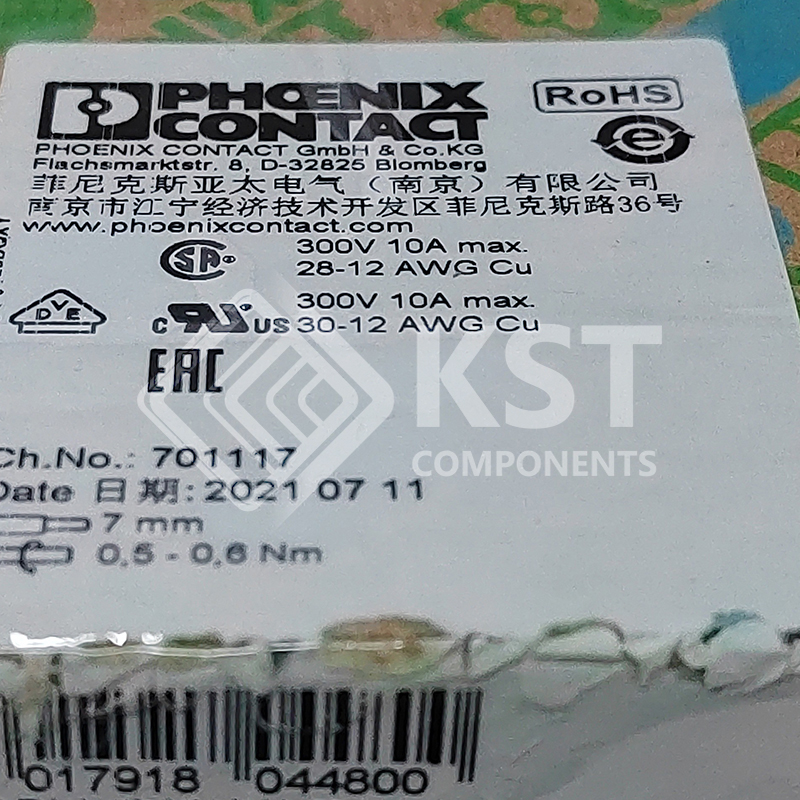 PHOENIX
CONTACT
RoHS
e
PHOENIX CONTACT GmbH & Co.KG
Flachsmarktstr. 8, D-32825 Blomberg
菲尼克斯亚太电气（南京）有限公司
南京市江宁经济技术开发区菲尼克斯路36号
www.phoenixcontact.com
SA 300V 10A max.
28-12 AWG Cu
DVE
c RU US 300V 10A max.
30-12 AWG Cu
EAC
KST
COMPONENTS
Ch.No.: 701117
Date 日期: 2021 07 11
7 mm
0,5 - 0,6 Nm
017918 044800